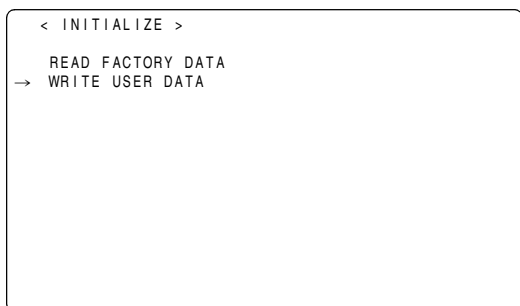 < INITIALIZE >
READ FACTORY DATA
→ WRITE USER DATA